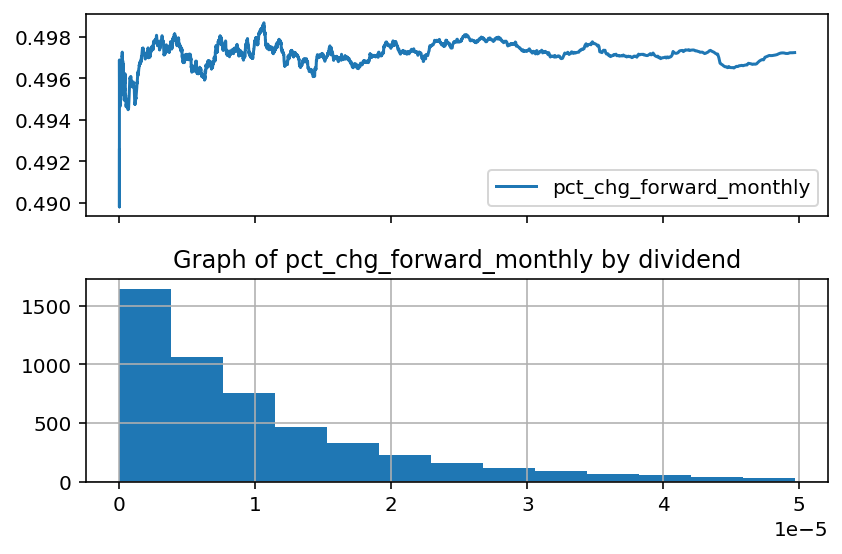 0.498
0.496
0.494
0.492
0.490
pct_chg_forward_monthly
Graph of pct_chg_forward_monthly by dividend
1500
1000
500
0
0 1 2 3 4 5
1e−5